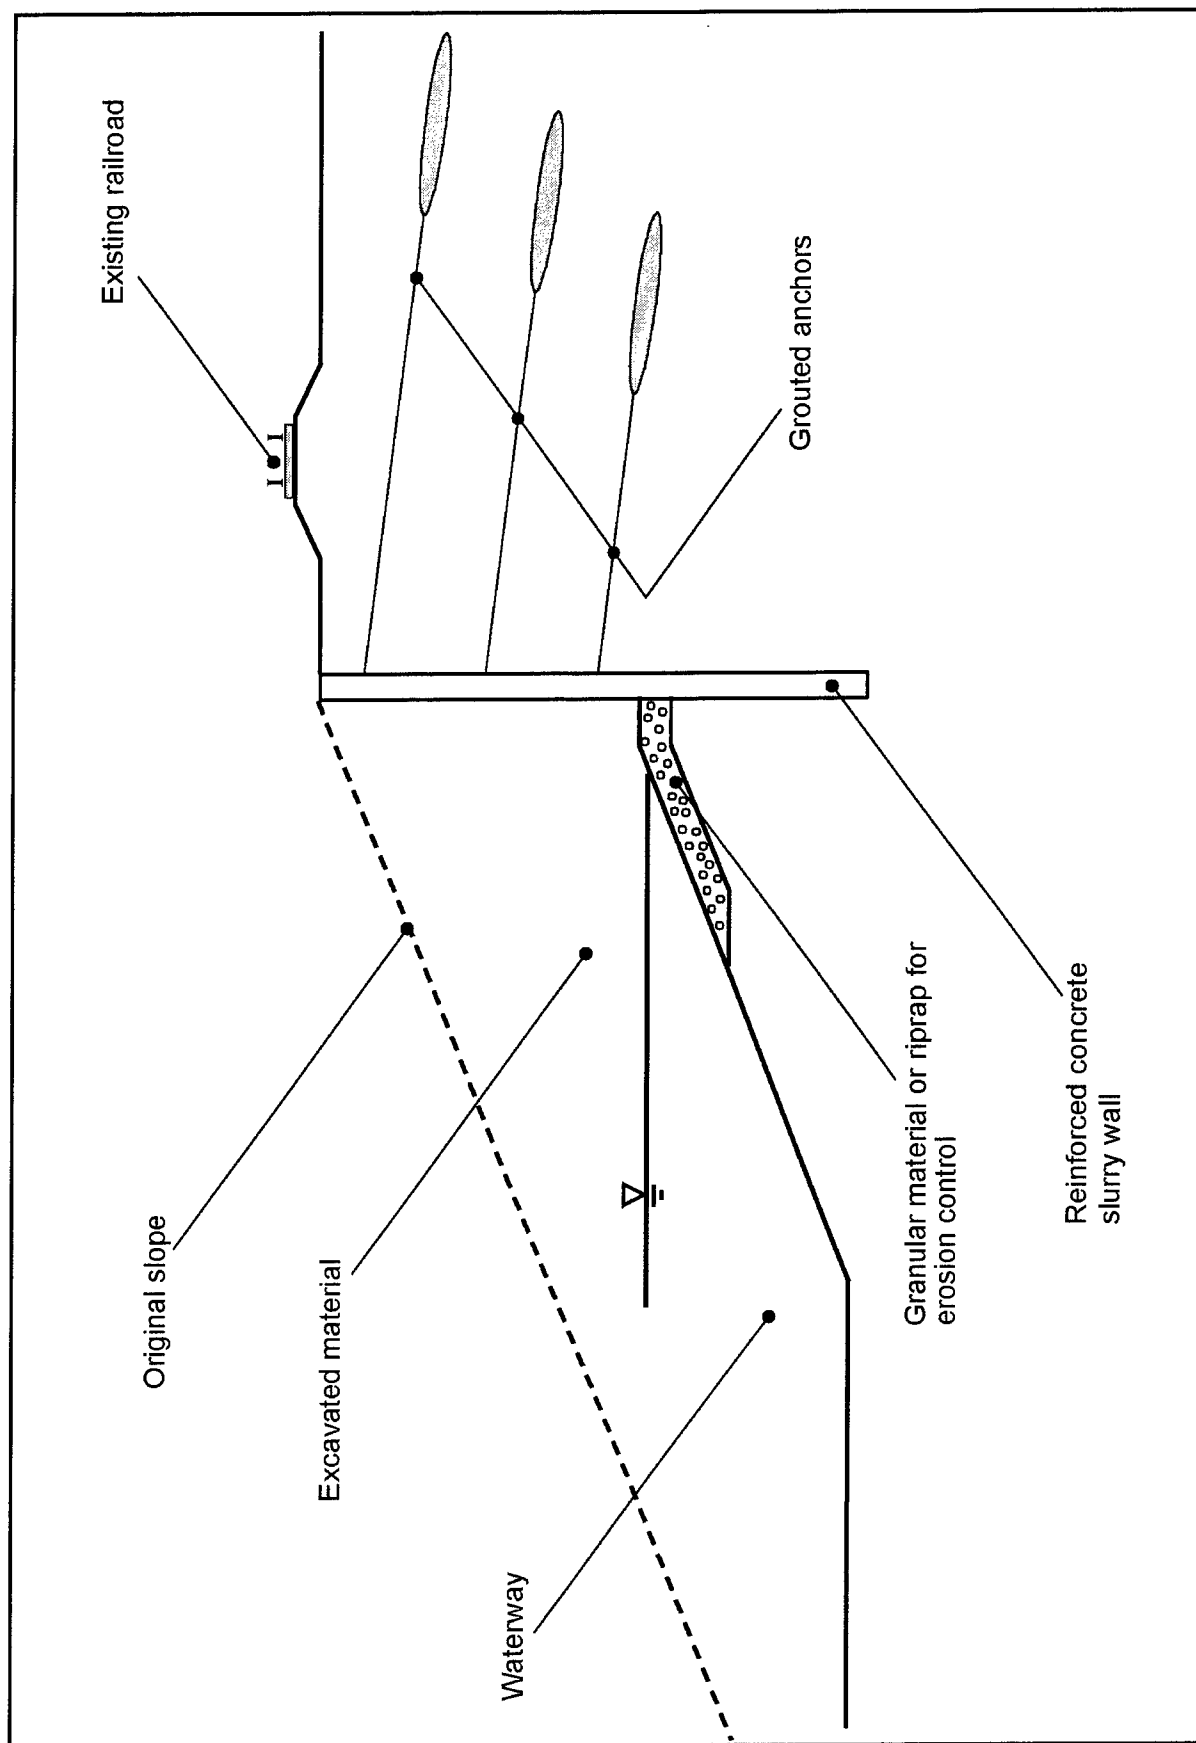 Existing railroad
Original slope
Excavated material
Waterway
Grouted anchors
Granular material or riprap for
erosion control
Reinforced concrete
slurry wall